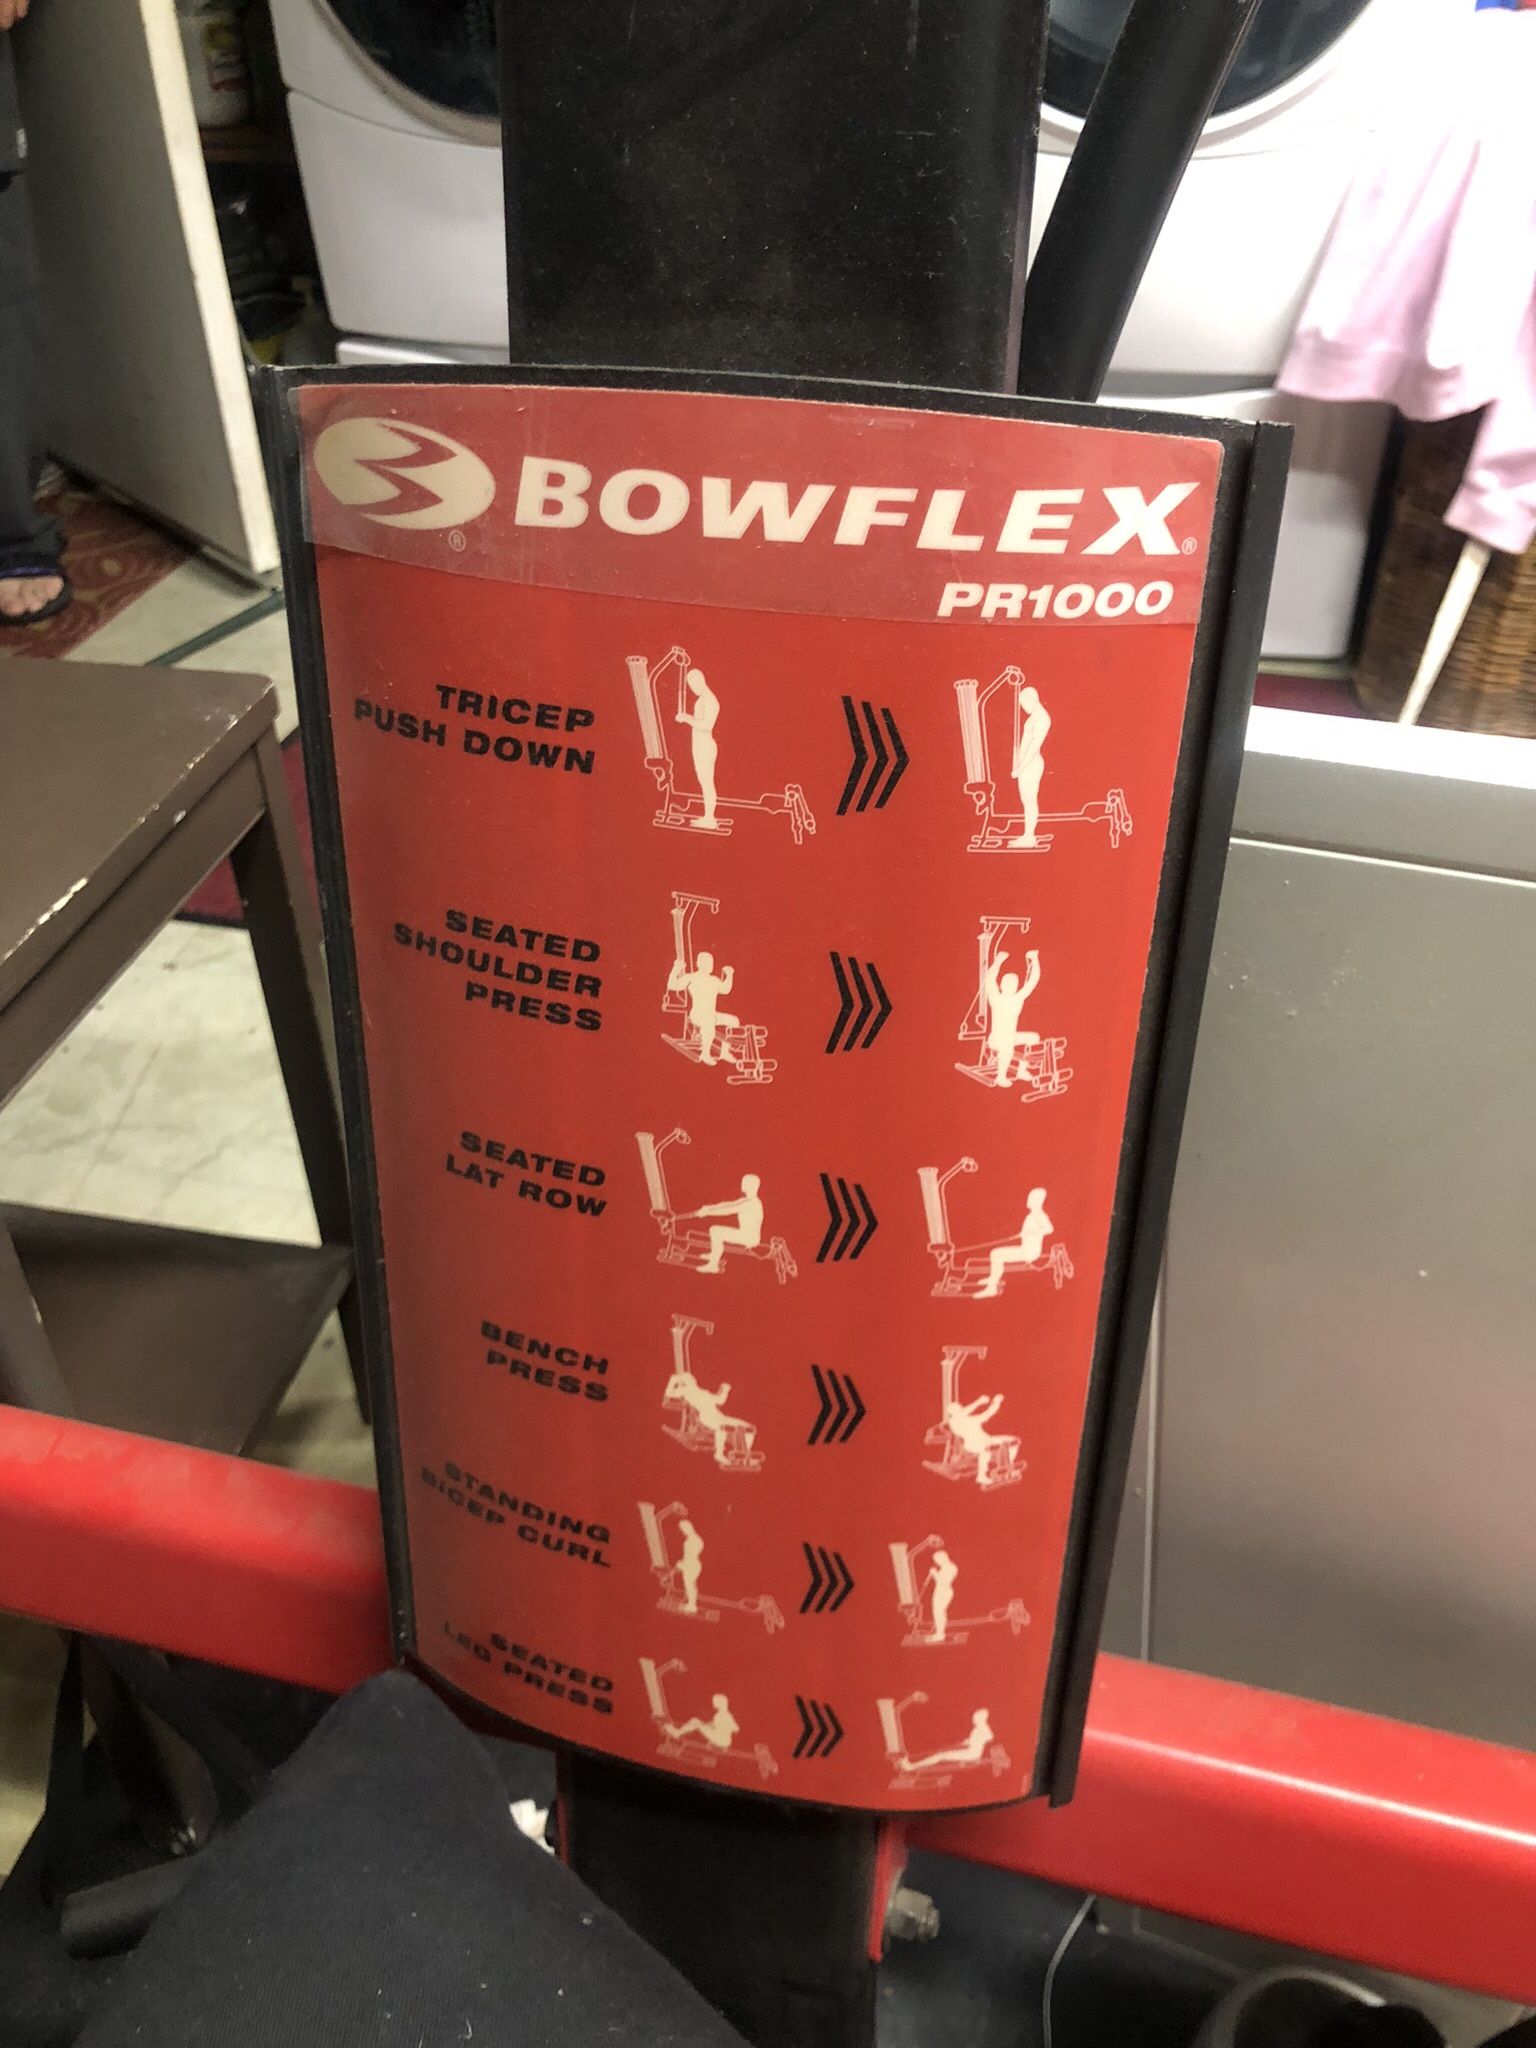 BOWFLEX®
PR1000
TRICEP
PUSH DOWN
SEATED
SHOULDER
PRESS
SEATED
LAT ROW
BENCH
PRESS
STANDING
BICEP CURL
SEATED
LEG PRESS